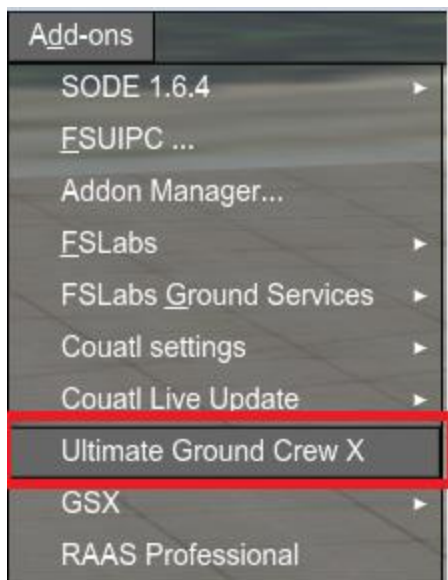 Add-ons
SODE 1.6.4
FSUIPC ...
Addon Manager...
FSLabs
FSLabs Ground Services
Couatl settings
Couatl Live Update
Ultimate Ground Crew X
GSX
RAAS Professional